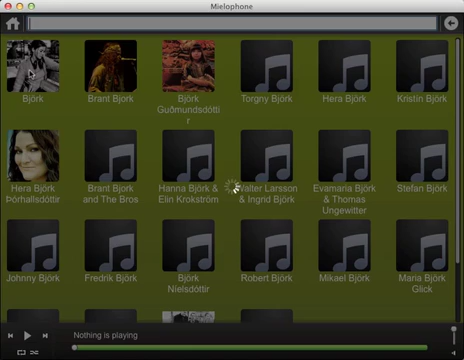 Mielophone
Björk
Brant Bjork
Björk
Guðmundsdótti
r
Torgny Björk
Hera Björk
Kristin Björk
Hera Björk
Þórhallsdóttir
Brant Bjork
and The Bros
Hanna Björk &
Elin Krokström
Walter Larsson
& Ingrid Björk
Evamaria Björk
& Thomas
Ungewitter
Stefan Björk
Johnny Björk
Fredrik Björk
Björk
Nielsdóttir
Robert Björk
Mikael Björk
Maria Björk
Glick
Nothing is playing